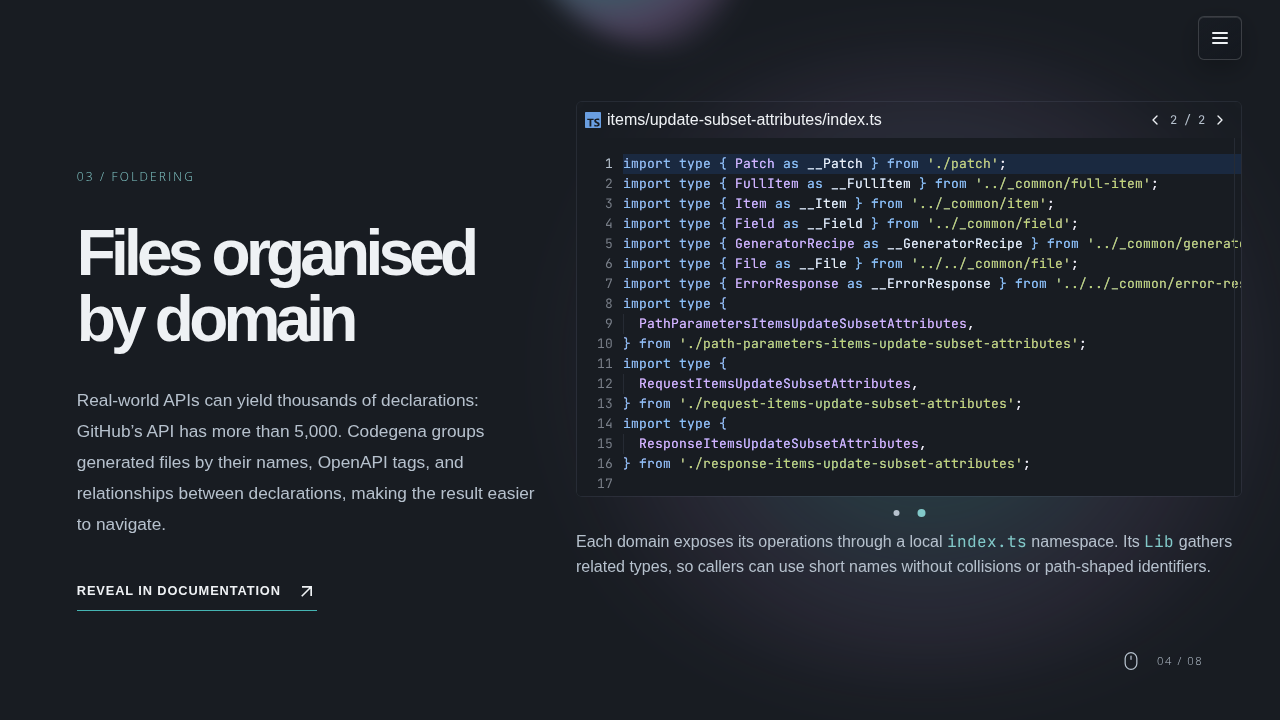 03 / FOLDERING
Files organised
by domain
Real-world APIs can yield thousands of declarations:
GitHub's API has more than 5,000. Codegena groups
generated files by their names, OpenAPI tags, and
relationships between declarations, making the result easier
to navigate.
REVEAL IN DOCUMENTATION
TS items/update-subset-attributes/index.ts 2 / 2
1 import type { Patch as __Patch } from './patch';
2 import type { FullItem as __FullItem } from '../_common/full-item';
3 import type { Item as __Item } from '../_common/item';
4 import type { Field as __Field } from '../_common/field';
5 import type { GeneratorRecipe as __GeneratorRecipe } from '../_common/generat
6 import type { File as __File } from '../../_common/file';
7 import type { ErrorResponse as __ErrorResponse } from '../../_common/error-res
8 import type {
9   PathParametersItemsUpdateSubsetAttributes,
10 } from './path-parameters-items-update-subset-attributes';
11 import type {
12   RequestItemsUpdateSubsetAttributes,
13 } from './request-items-update-subset-attributes';
14 import type {
15   ResponseItemsUpdateSubsetAttributes,
16 } from './response-items-update-subset-attributes';
17
Each domain exposes its operations through a local index.ts namespace. Its Lib gathers
related types, so callers can use short names without collisions or path-shaped identifiers.
04 / 08